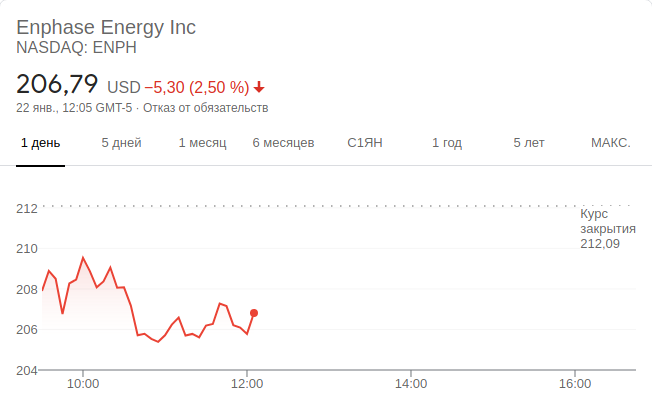 Enphase Energy Inc
NASDAQ: ENPH
206,79 USD −5,30 (2,50 %)
22 янв., 12:05 GMT-5 · Отказ от обязательств
1 день 5 дней 1 месяц 6 месяцев С1ЯН 1 год 5 лет МАКС.
212
Курс
закрытия
212,09
210
208
206
204
10:00 12:00 14:00 16:00